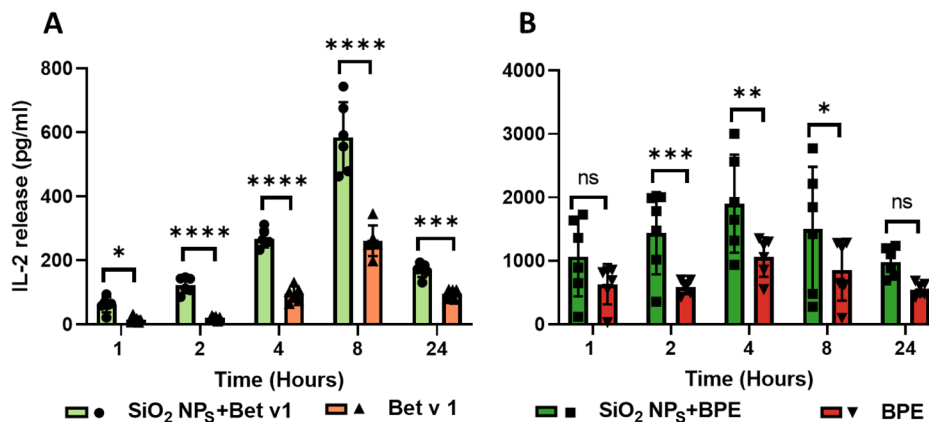 A
B
IL-2 release (pg/ml)
800
600
400
200
0
*
****
****
****
***
1 2 4 8 24
Time (Hours)
SiO₂ NPₛ+Bet v1 Bet v 1
4000
3000
2000
1000
0
ns
***
**
*
ns
1 2 4 8 24
Time (Hours)
SiO₂ NPₛ+BPE BPE